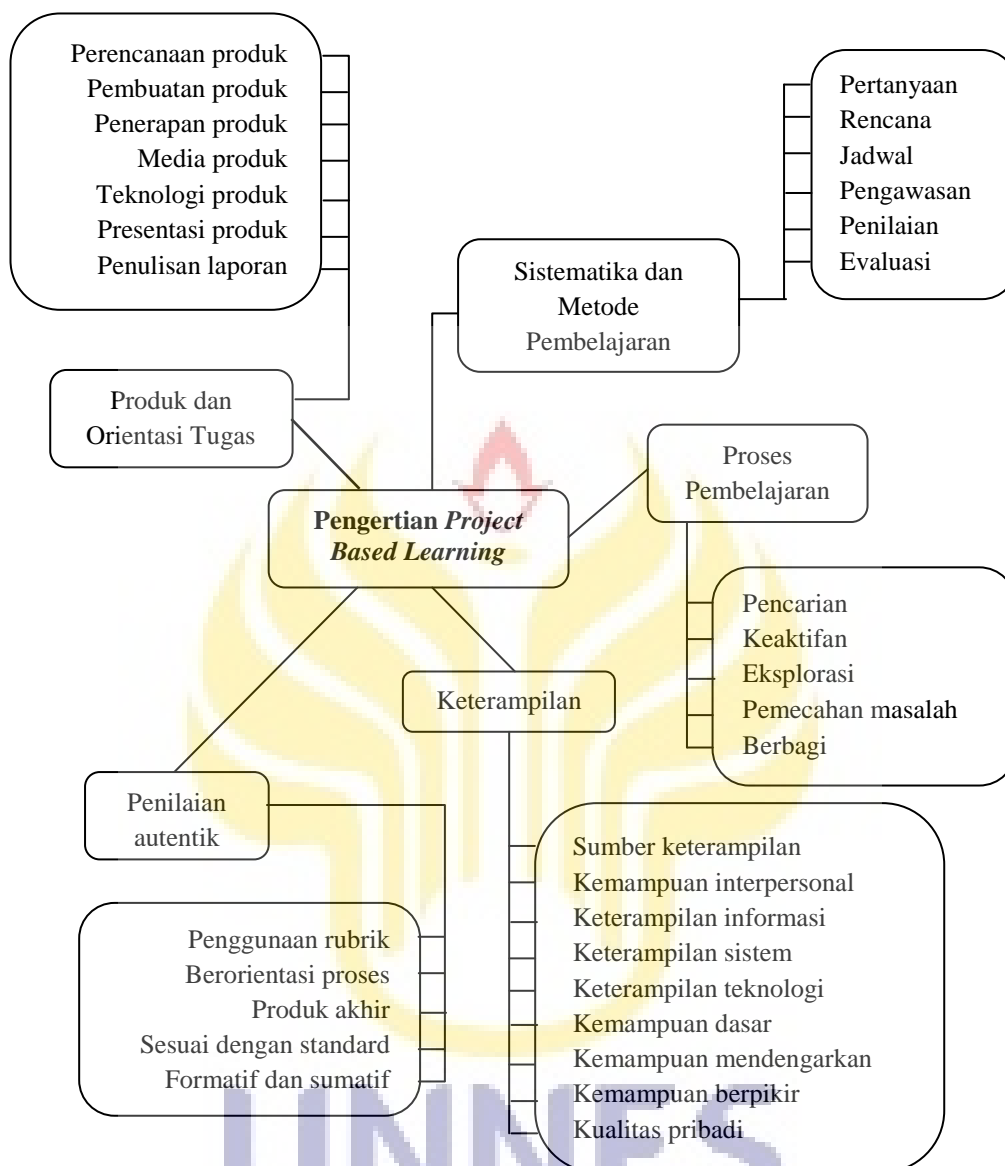 Perencanaan produk
Pembuatan produk
Penerapan produk
Media produk
Teknologi produk
Presentasi produk
Penulisan laporan
Pertanyaan
Rencana
Jadwal
Pengawasan
Penilaian
Evaluasi
Sistematika dan
Metode
Pembelajaran
Produk dan
Orientasi Tugas
Proses
Pembelajaran
Pengertian Project
Based Learning
Pencarian
Keaktifan
Eksplorasi
Pemecahan masalah
Berbagi
Keterampilan
Penilaian
autentik
Sumber keterampilan
Kemampuan interpersonal
Keterampilan informasi
Keterampilan sistem
Keterampilan teknologi
Kemampuan dasar
Kemampuan mendengarkan
Kemampuan berpikir
Kualitas pribadi
Penggunaan rubrik
Berorientasi proses
Produk akhir
Sesuai dengan standard
Formatif dan sumatif
UNNES